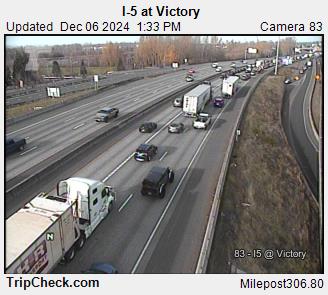 I-5 at Victory
Updated  Dec 06 2024  1:33 PM
Camera 83
83 - I5 @ Victory
TripCheck.com
Milepost306.80